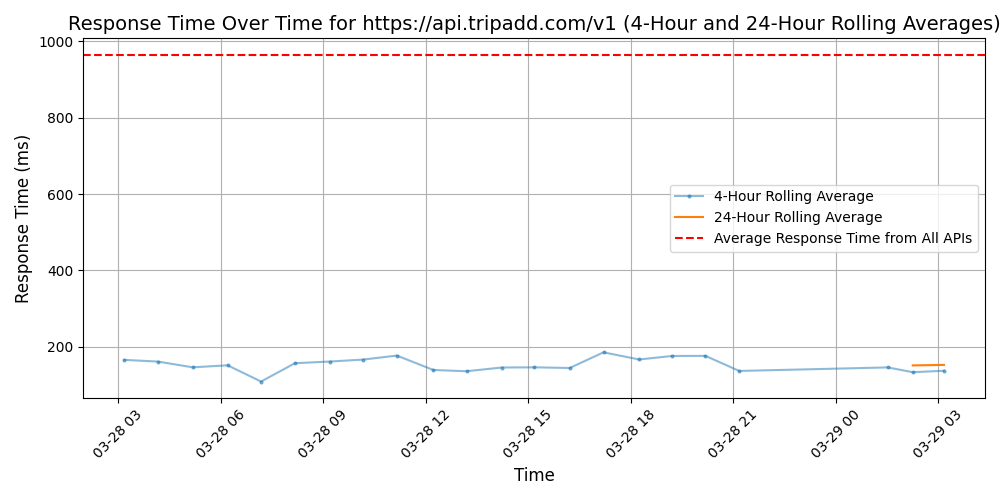 Response Time Over Time for https://api.tripadd.com/v1 (4-Hour and 24-Hour Rolling Averages)
Response Time (ms)
1000
800
600
400
200
4-Hour Rolling Average
24-Hour Rolling Average
Average Response Time from All APIs
03-28 03
03-28 06
03-28 09
03-28 12
03-28 15
03-28 18
03-28 21
03-29 00
03-29 03
Time